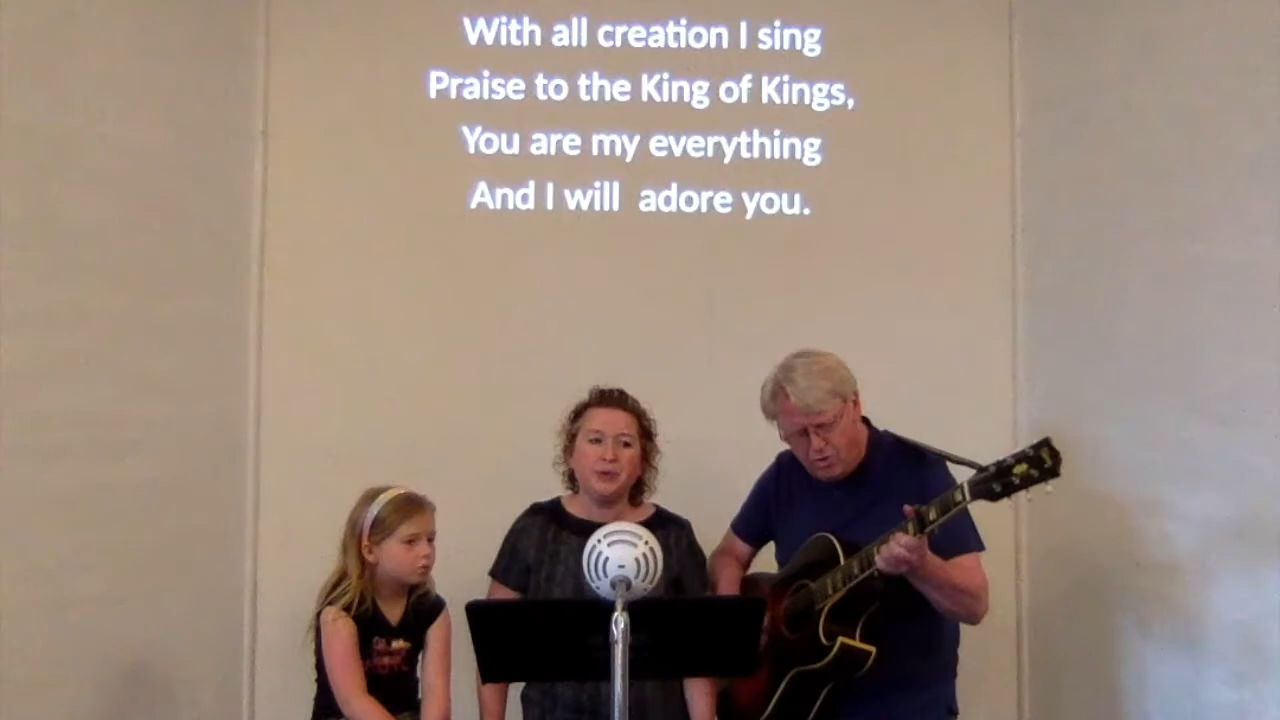 With all creation I sing
Praise to the King of Kings,
You are my everything
And I will adore you.